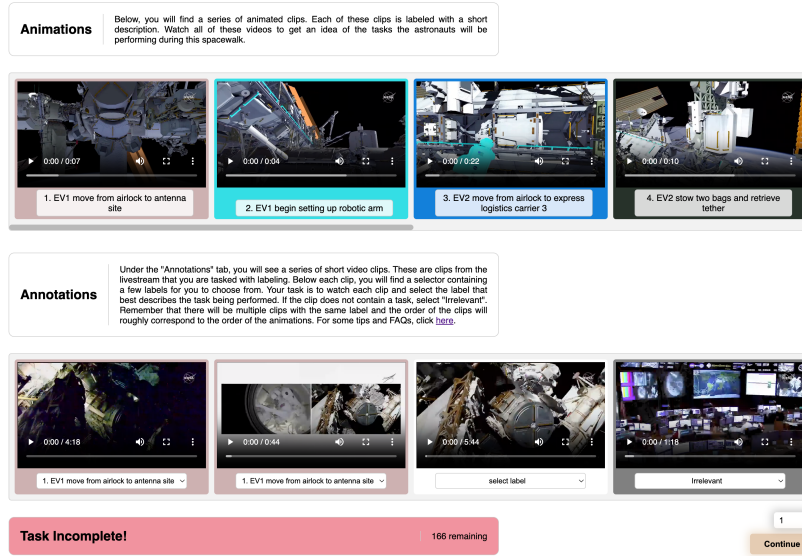 Animations
Below, you will find a series of animated clips. Each of these clips is labeled with a short
description. Watch all of these videos to get an idea of the tasks the astronauts will be
performing during this spacewalk.
0:00 / 0:07
0:00 / 0:04
0:00 / 0:22
0:00 / 0:10
1. EV1 move from airlock to antenna
site
2. EV1 begin setting up robotic arm
3. EV2 move from airlock to express
logistics carrier 3
4. EV2 stow two bags and retrieve
tether
Annotations
Under the "Annotations" tab, you will see a series of short video clips. These are clips from the
livestream that you are tasked with labeling. Below each clip, you will find a selector containing
a few labels for you to choose from. Your task is to watch each clip and select the label that
best describes the task being performed. If the clip does not contain a task, select "Irrelevant".
Remember that there will be multiple clips with the same label and the order of the clips will
roughly correspond to the order of the animations. For some tips and FAQs, click here.
0:00 / 4:18
0:00 / 0:44
0:00 / 5:44
0:00 / 1:18
1. EV1 move from airlock to antenna site
1. EV1 move from airlock to antenna site
select label
Irrelevant
Task Incomplete!
166 remaining
1
Continue